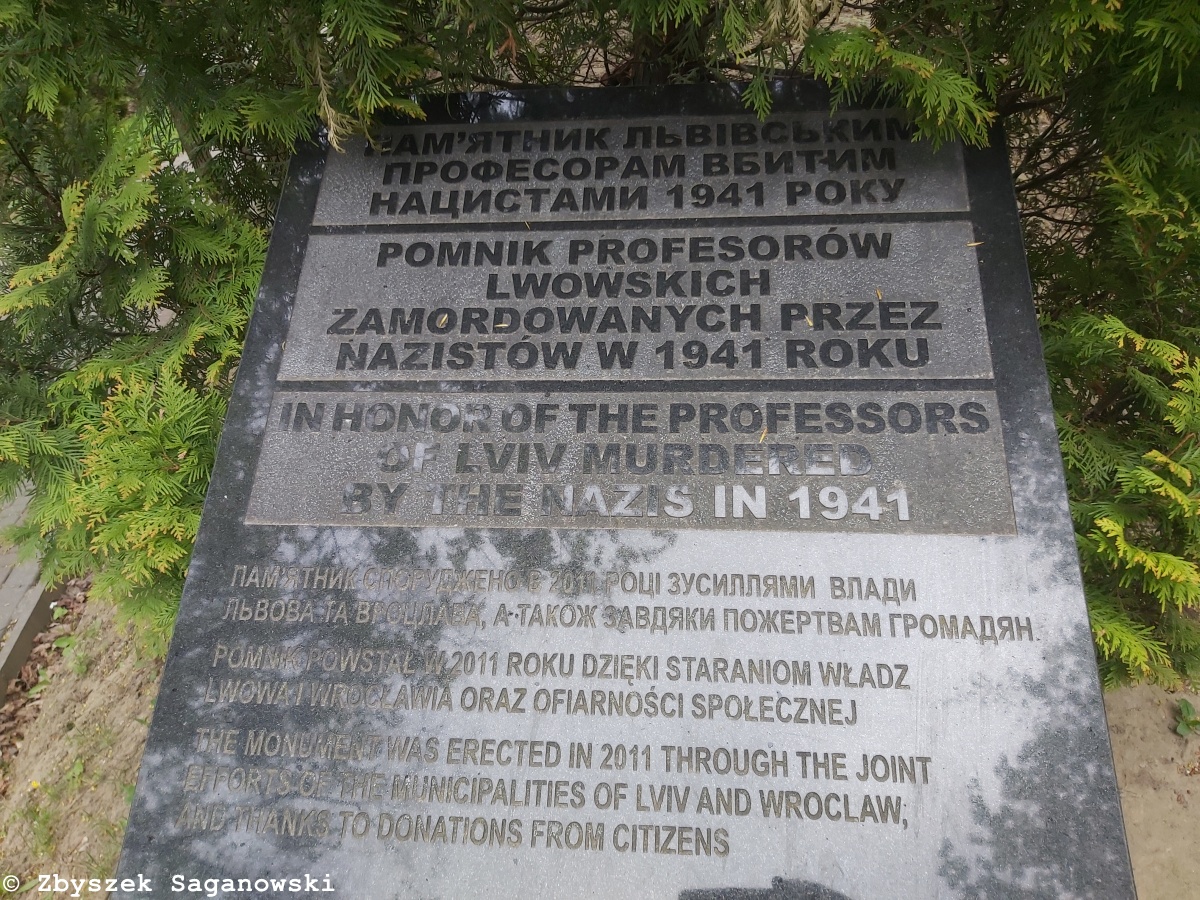 ПАМ'ЯТНИК ЛЬВІВСЬКИМ
ПРОФЕСОРАМ ВБИТИМ
НАЦИСТАМИ 1941 РОКУ
POMNIK PROFESORÓW
LWOWSKICH
ZAMORDOWANYCH PRZEZ
NAZISTÓW W 1941 ROKU
IN HONOR OF THE PROFESSORS
OF LVIV MURDERED
BY THE NAZIS IN 1941
ПАМ'ЯТНИК СПОРУДЖЕНО В 2011 РОЦІ ЗУСИЛЛЯМИ ВЛАДИ
ЛЬВОВА ТА ВРОЦЛАВА, А ТАКОЖ ЗАВДЯКИ ПОЖЕРТВАМ ГРОМАДЯН.
POMNIK POWSTAŁ W 2011 ROKU DZIĘKI STARANIOM WŁADZ
LWOWA I WROCŁAWIA ORAZ OFIARNOŚCI SPOŁECZNEJ
THE MONUMENT WAS ERECTED IN 2011 THROUGH THE JOINT
EFFORTS OF THE MUNICIPALITIES OF LVIV AND WROCLAW,
AND THANKS TO DONATIONS FROM CITIZENS
© Zbyszek Saganowski